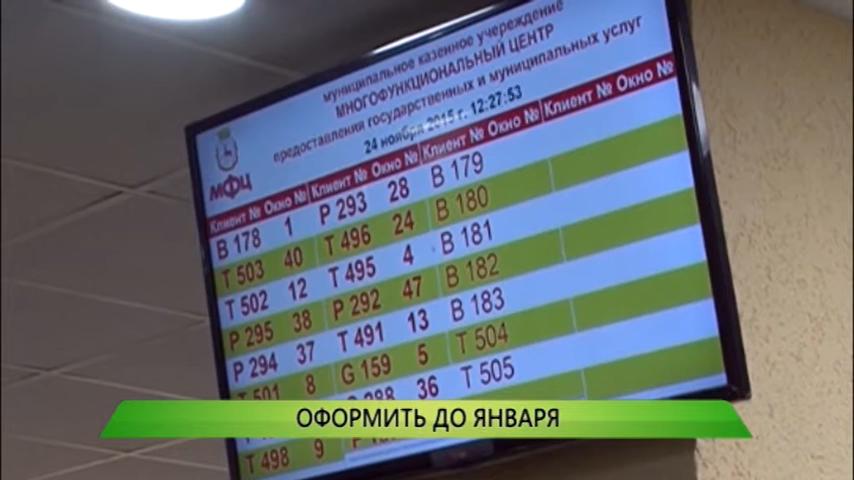 муниципальное казенное учереждение
МНОГОФУНКЦИОНАЛЬНЫЙ ЦЕНТР
предоставления государственных и муниципальных услуг
24 ноября 2015 г. 12:27:53
МФЦ
Клиент № Окно № Клиент № Окно № Клиент № Окно № Клиент № Окно №
B 178 1 P 293 28 B 179
T 503 40 T 496 24 B 180
T 502 12 T 495 4 B 181
P 295 38 P 292 47 B 182
P 294 37 T 491 13 B 183
T 501 8 G 159 5 T 504
36 T 505
ОФОРМИТЬ ДО ЯНВАРЯ
T 498 9